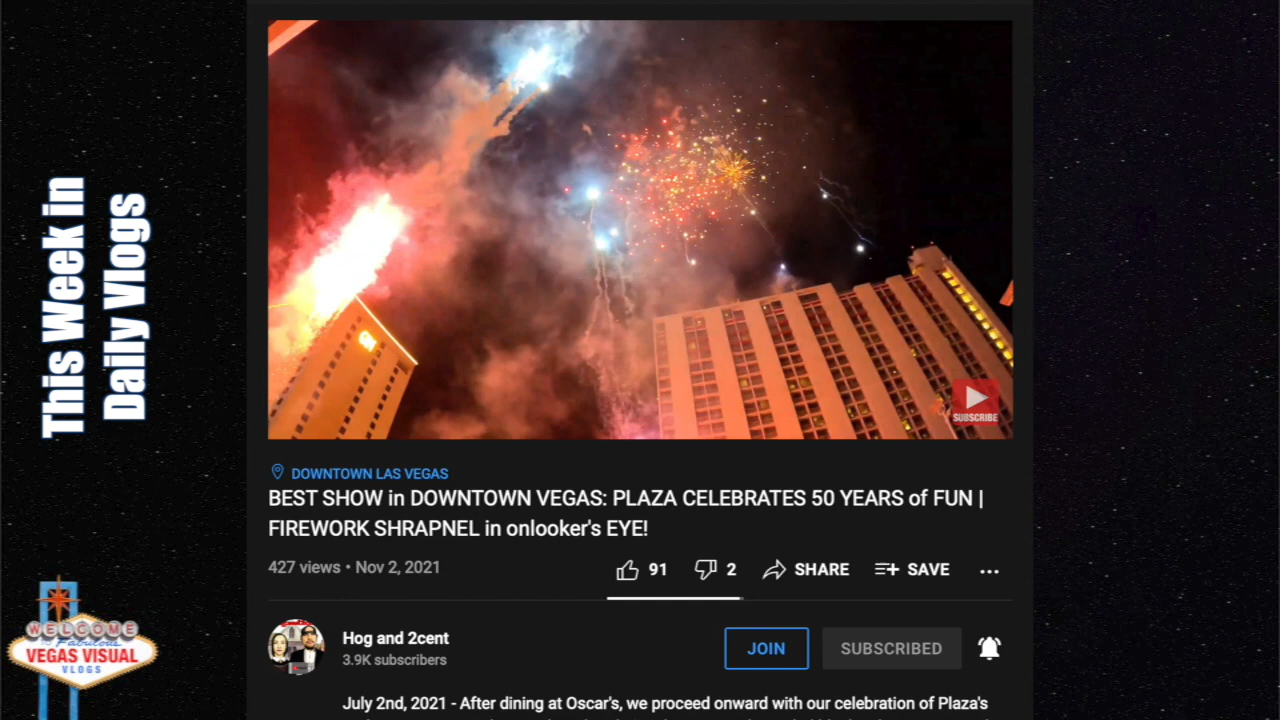 This Week in
Daily Vlogs
SUBSCRIBE
DOWNTOWN LAS VEGAS
BEST SHOW in DOWNTOWN VEGAS: PLAZA CELEBRATES 50 YEARS of FUN |
FIREWORK SHRAPNEL in onlooker's EYE!
427 views • Nov 2, 2021
91
2
SHARE
SAVE
Hog and 2cent
3.9K subscribers
JOIN
SUBSCRIBED
July 2nd, 2021 - After dining at Oscar's, we proceed onward with our celebration of Plaza's
WELCOME
to Fabulous
VEGAS VISUAL
VLOGS